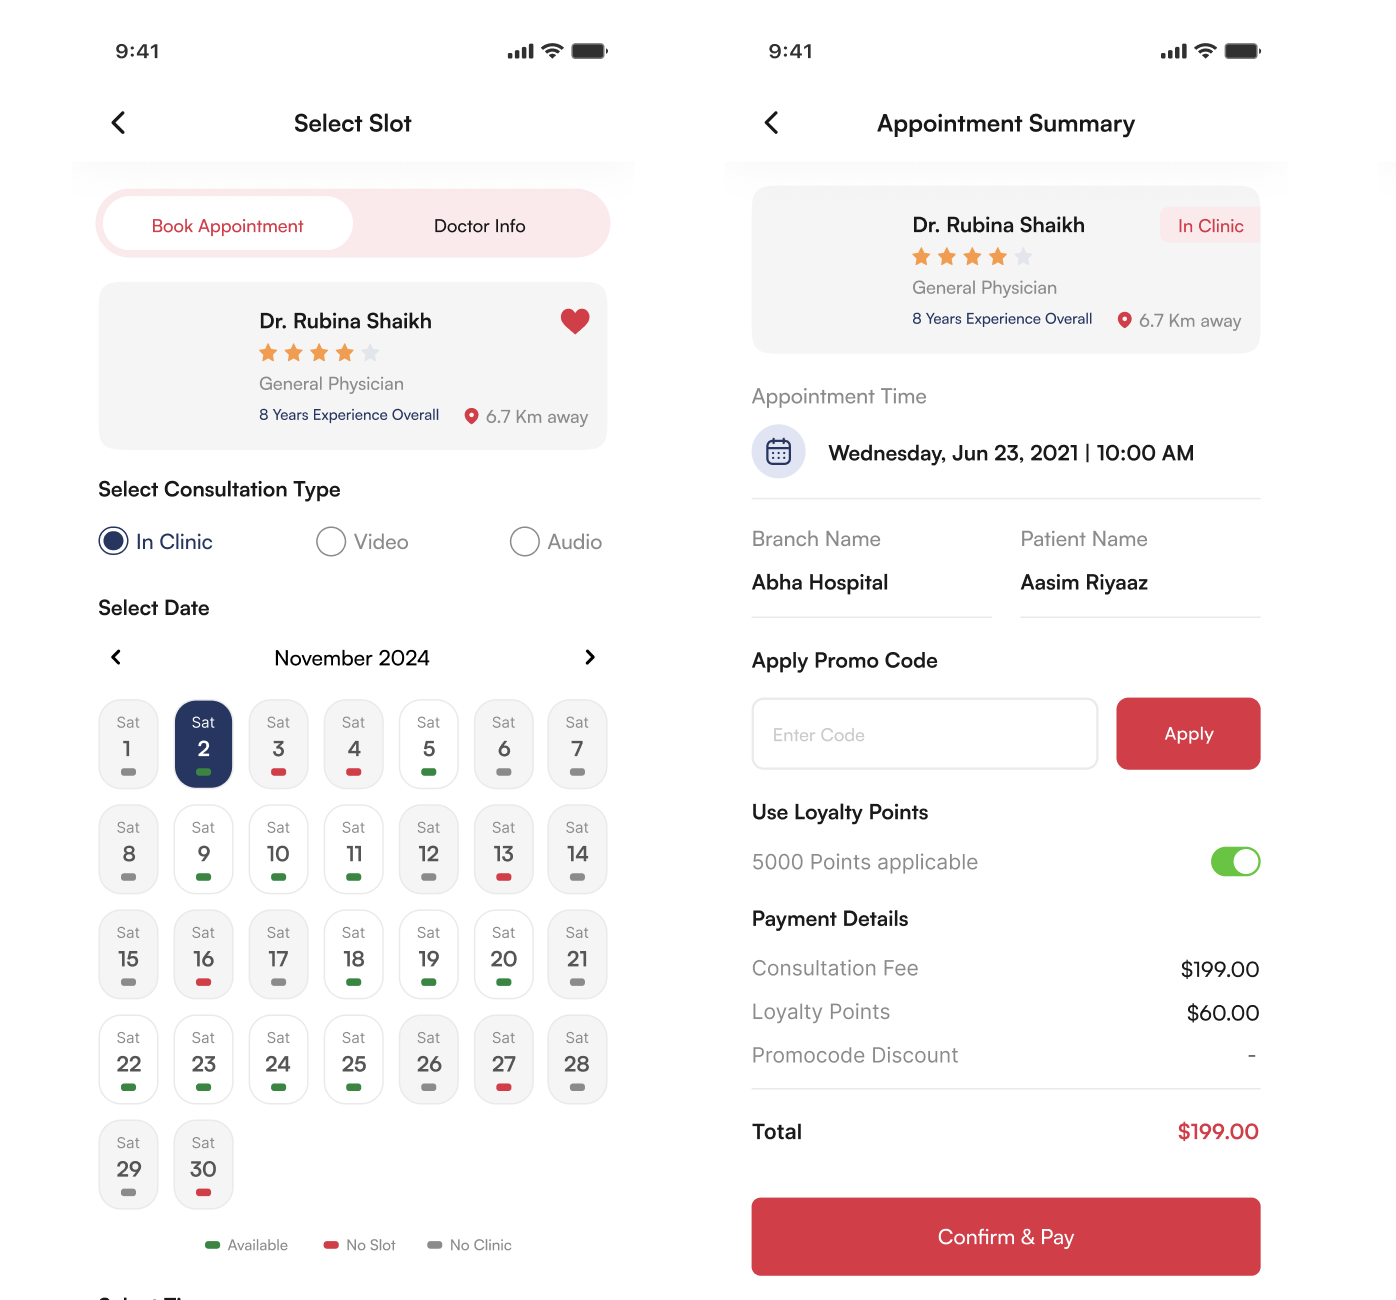 9:41
Select Slot
Book Appointment
Doctor Info
Dr. Rubina Shaikh
General Physician
8 Years Experience Overall
6.7 Km away
Select Consultation Type
In Clinic
Video
Audio
Select Date
November 2024
Sat Sat Sat Sat Sat Sat Sat
1 2 3 4 5 6 7
Sat Sat Sat Sat Sat Sat Sat
8 9 10 11 12 13 14
Sat Sat Sat Sat Sat Sat Sat
15 16 17 18 19 20 21
Sat Sat Sat Sat Sat Sat Sat
22 23 24 25 26 27 28
Sat Sat
29 30
Available
No Slot
No Clinic
9:41
Appointment Summary
Dr. Rubina Shaikh
In Clinic
General Physician
8 Years Experience Overall
6.7 Km away
Appointment Time
Wednesday, Jun 23, 2021 | 10:00 AM
Branch Name
Abha Hospital
Patient Name
Aasim Riyaaz
Apply Promo Code
Enter Code
Apply
Use Loyalty Points
5000 Points applicable
Payment Details
Consultation Fee $199.00
Loyalty Points $60.00
Promocode Discount -
Total $199.00
Confirm & Pay